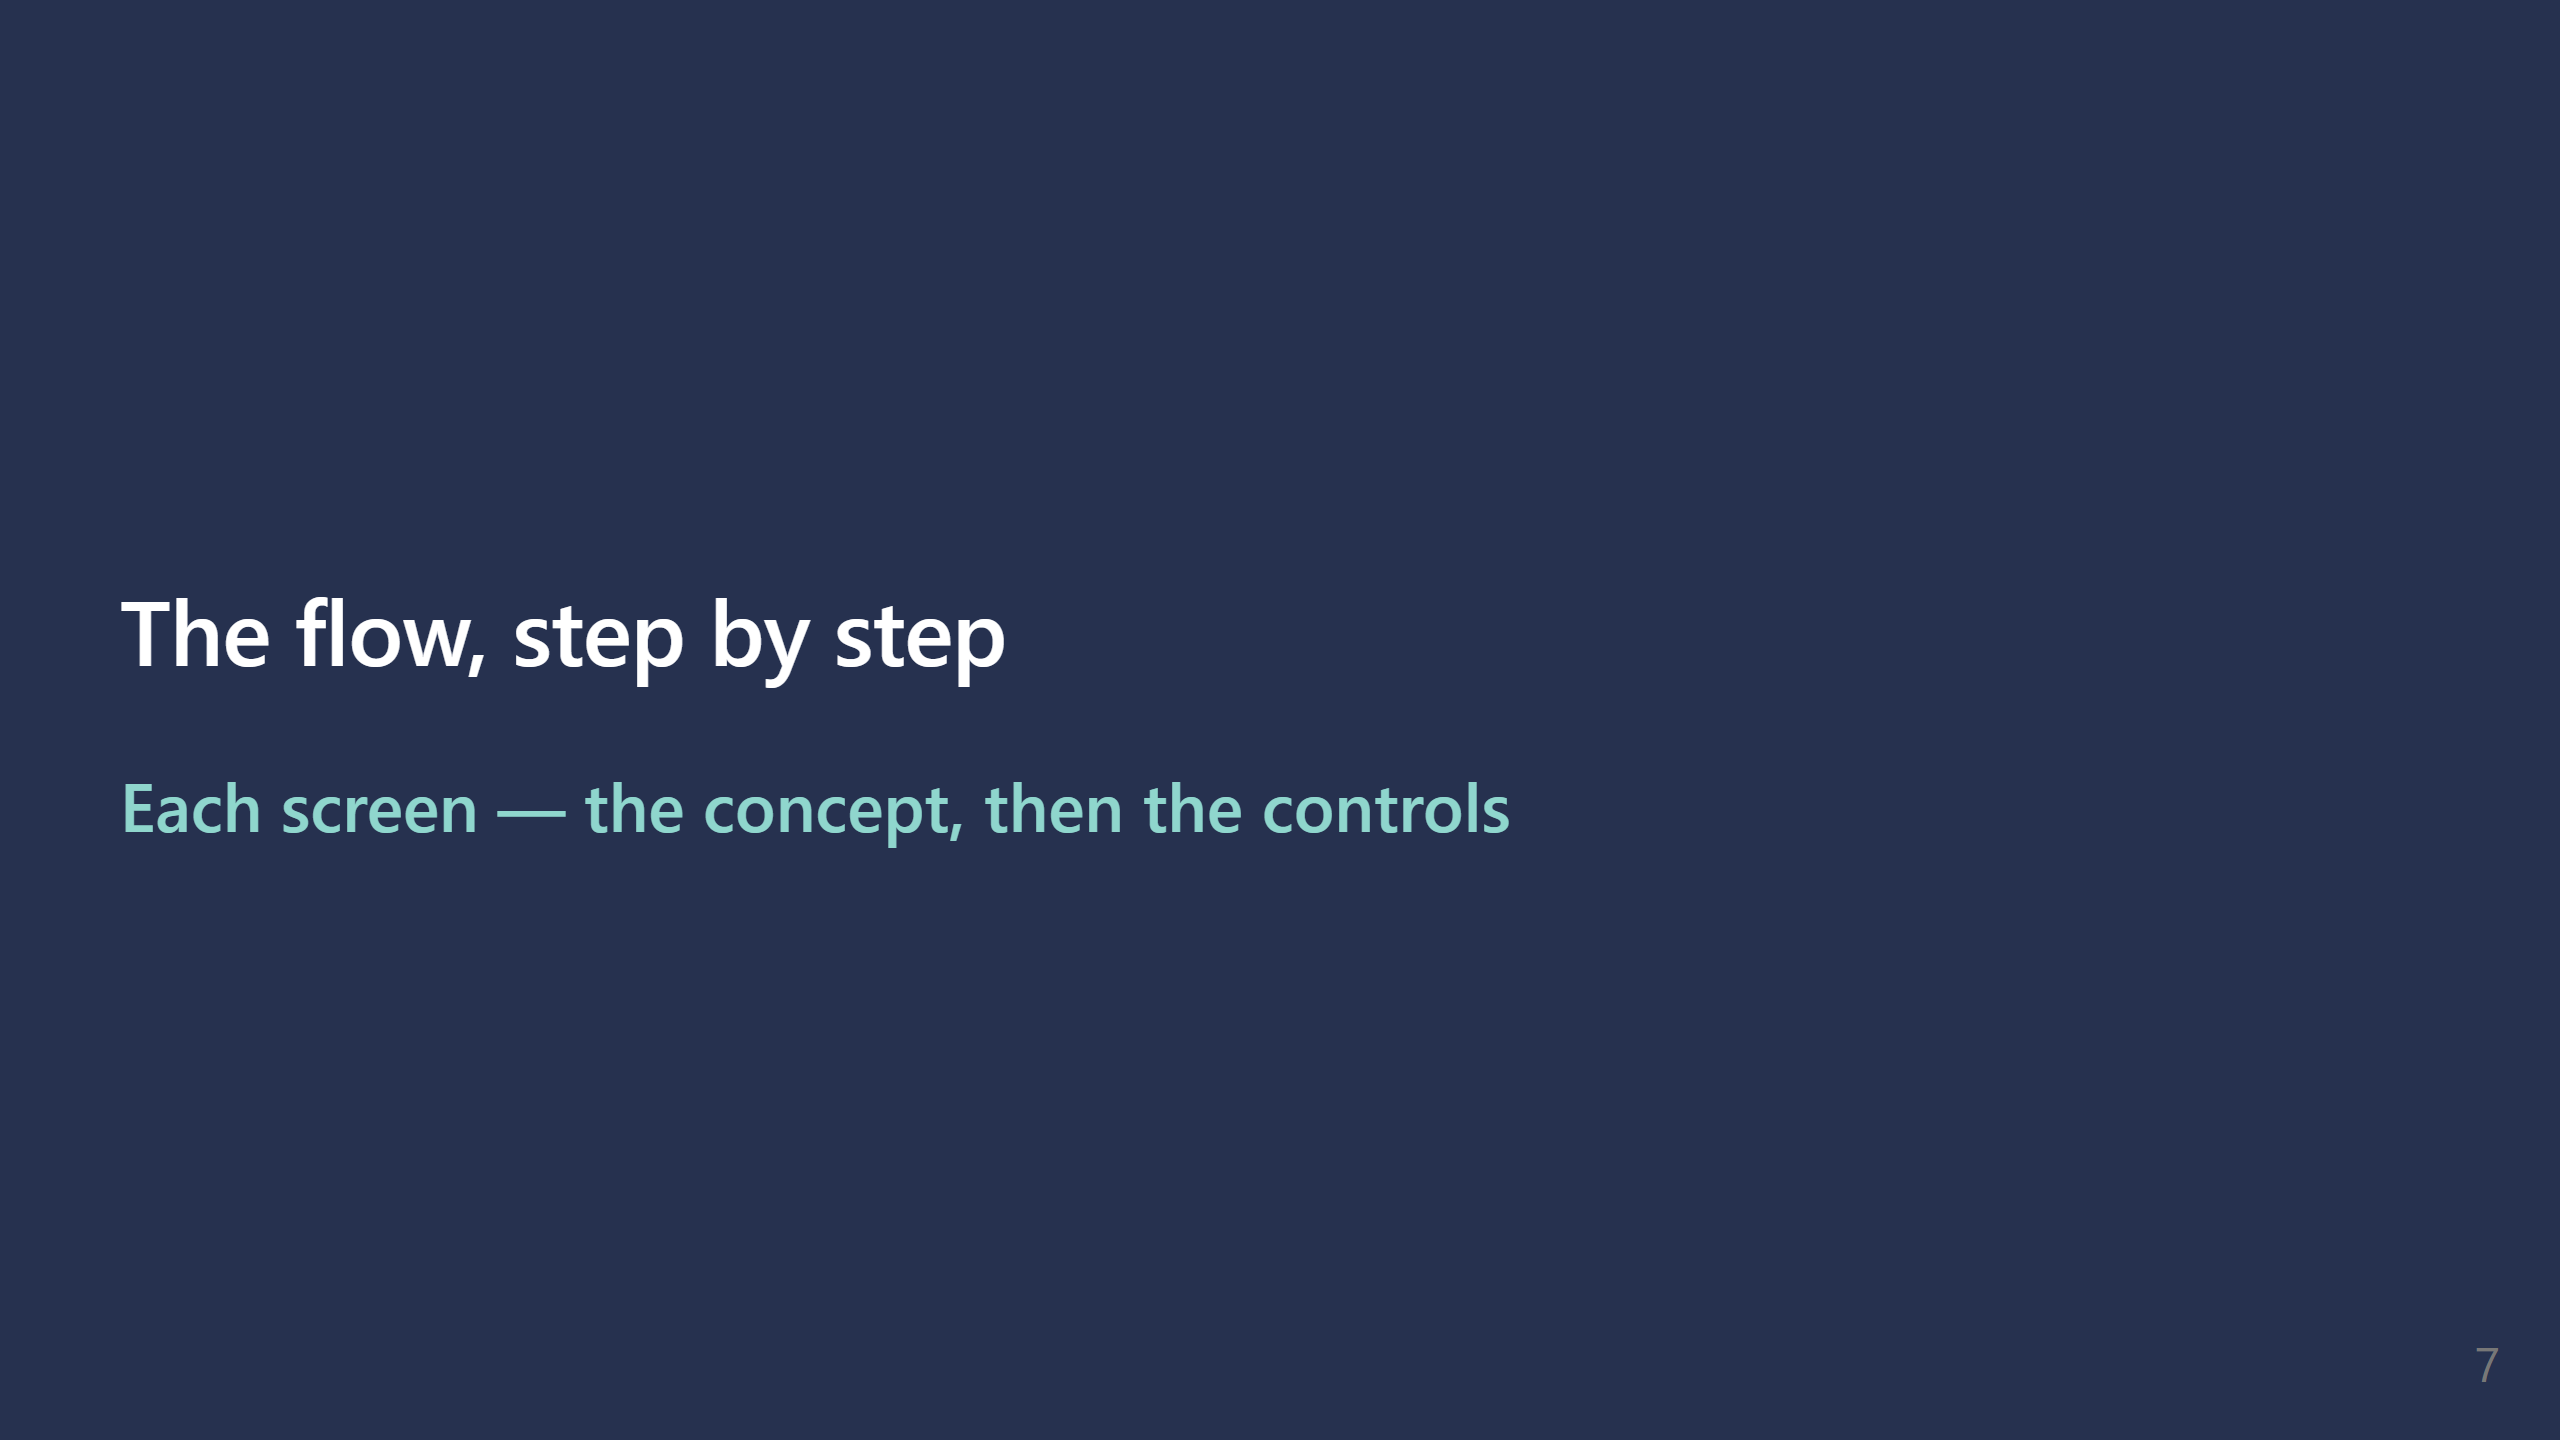 The flow, step by step
Each screen — the concept, then the controls
7